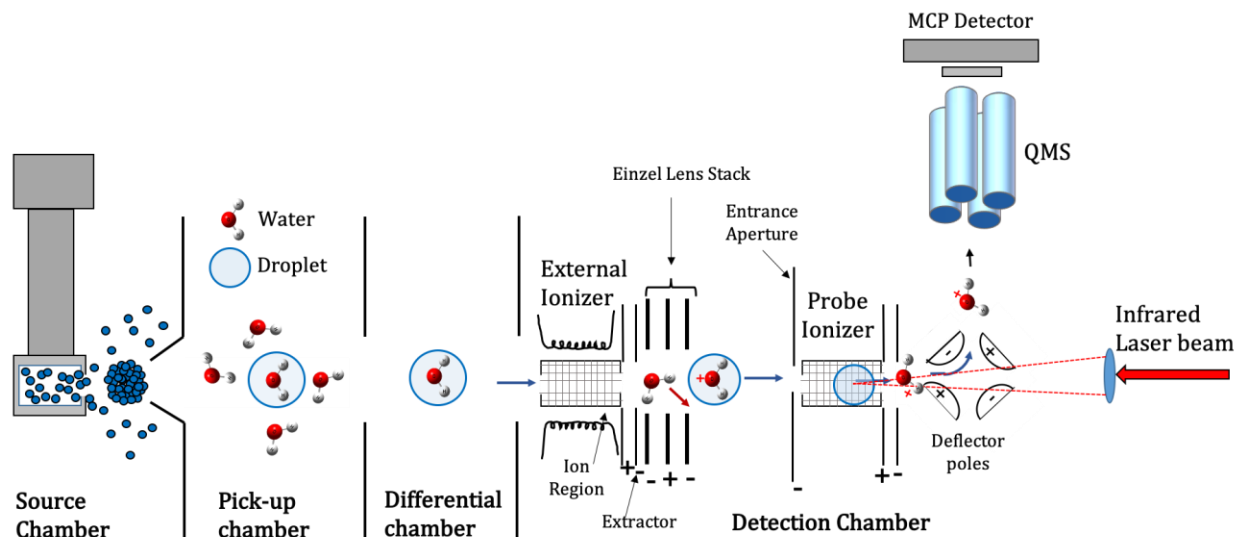 MCP Detector
QMS
Einzel Lens Stack
Entrance
Aperture
Water
Droplet
External
Ionizer
Probe
Ionizer
Infrared
Laser beam
+
-
+
-
+
-
+
+
-
+
-
-
+
-
-
+
-
Ion
Region
Extractor
Deflector
poles
Source
Chamber
Pick-up
chamber
Differential
chamber
Detection Chamber